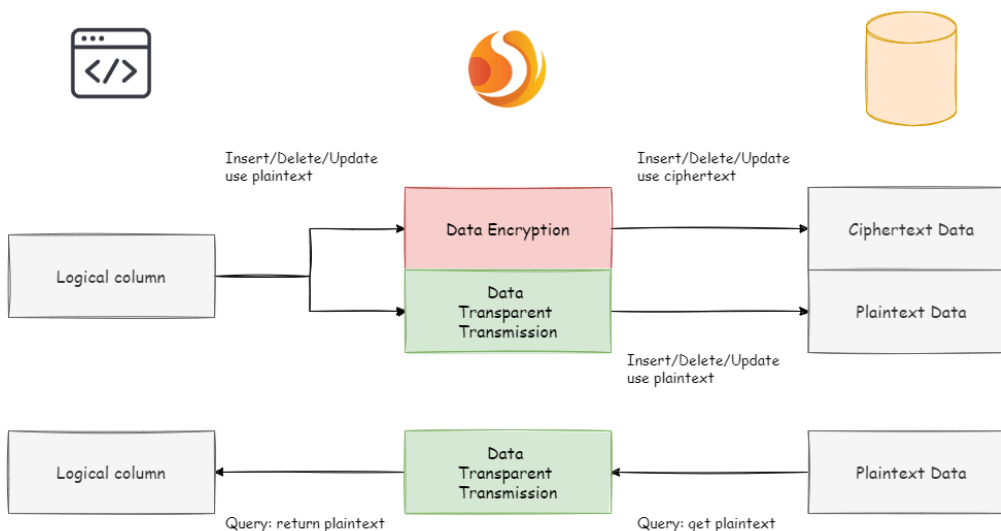 </>
Insert/Delete/Update
use plaintext
Insert/Delete/Update
use ciphertext
Data Encryption
Ciphertext Data
Logical column
Data
Transparent
Transmission
Plaintext Data
Insert/Delete/Update
use plaintext
Logical column
Data
Transparent
Transmission
Plaintext Data
Query: return plaintext
Query: get plaintext